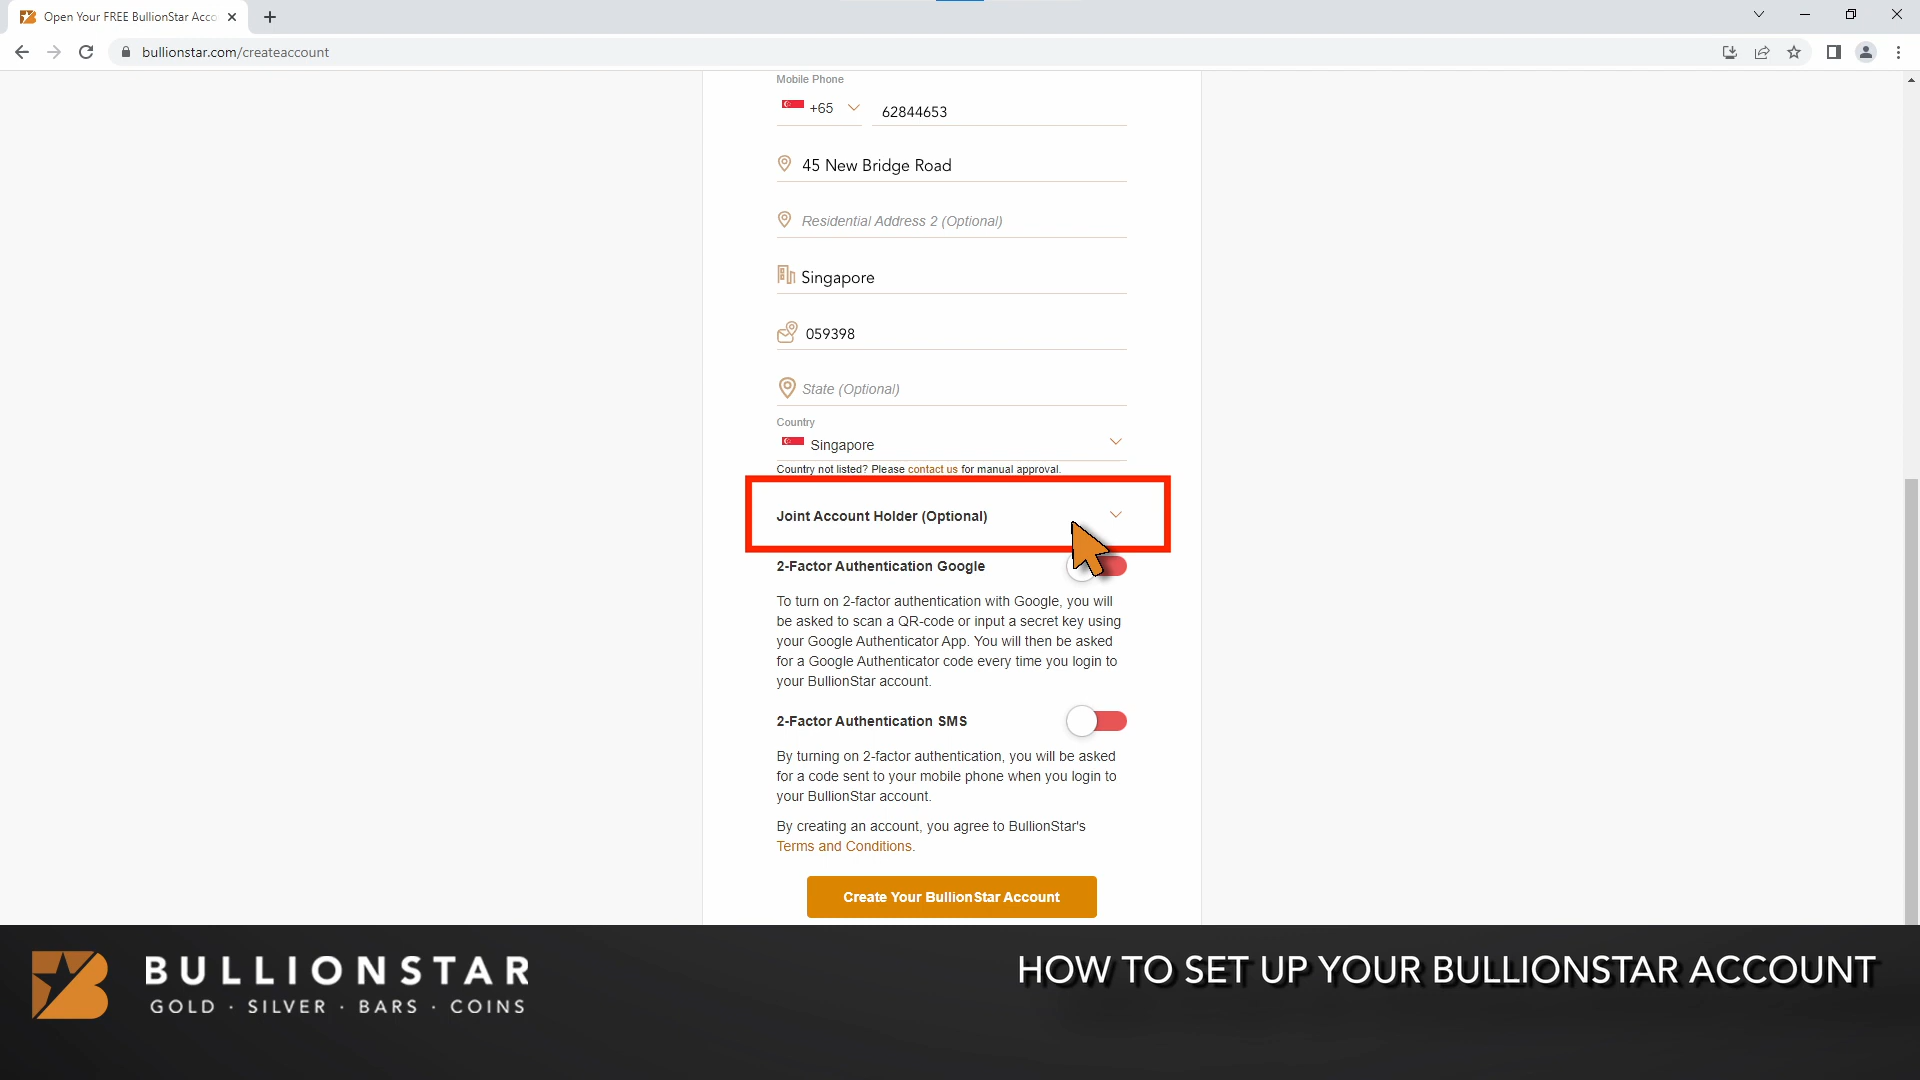 Open Your FREE BullionStar Acco
bullionstar.com/createaccount
Mobile Phone
+65 62844653
45 New Bridge Road
Residential Address 2 (Optional)
Singapore
059398
State (Optional)
Country
Singapore
Country not listed? Please contact us for manual approval.
Joint Account Holder (Optional)
2-Factor Authentication Google
To turn on 2-factor authentication with Google, you will
be asked to scan a QR-code or input a secret key using
your Google Authenticator App. You will then be asked
for a Google Authenticator code every time you login to
your BullionStar account.
2-Factor Authentication SMS
By turning on 2-factor authentication, you will be asked
for a code sent to your mobile phone when you login to
your BullionStar account.
By creating an account, you agree to BullionStar's
Terms and Conditions.
Create Your BullionStar Account
BULLIONSTAR
GOLD · SILVER · BARS · COINS
HOW TO SET UP YOUR BULLIONSTAR ACCOUNT